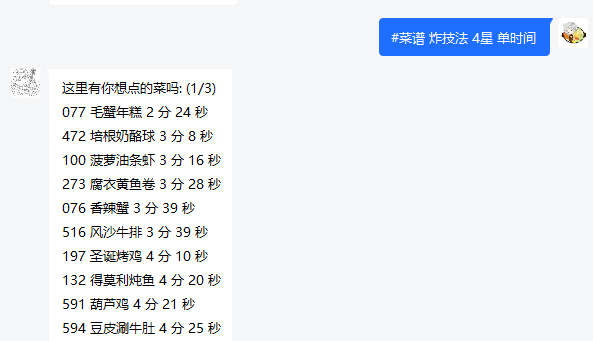 #菜谱 炸技法 4星 单时间
这里有你想点的菜吗: (1/3)
077 毛蟹年糕 2 分 24 秒
472 培根奶酪球 3 分 8 秒
100 菠萝油条虾 3 分 16 秒
273 腐衣黄鱼卷 3 分 28 秒
076 香辣蟹 3 分 39 秒
516 风沙牛排 3 分 39 秒
197 圣诞烤鸡 4 分 10 秒
132 得莫利炖鱼 4 分 20 秒
591 葫芦鸡 4 分 21 秒
594 豆皮涮牛肚 4 分 25 秒